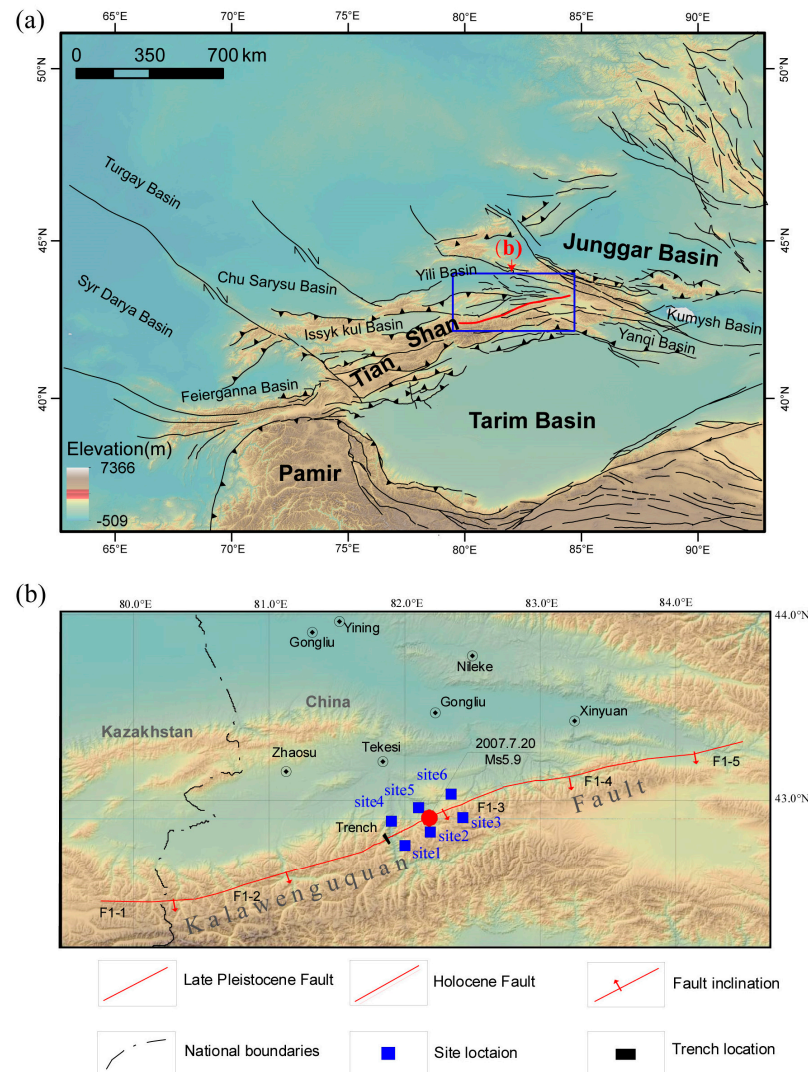 (a)
65°E 70°E 75°E 80°E 85°E 90°E
0 350 700 km
50°N
50°N
Turgay Basin
45°N
45°N
Junggar Basin
(b)
Yili Basin
Chu Sarysu Basin
Syr Darya Basin
Kumysh Basin
Issyk kul Basin
Tian Shan
Yanqi Basin
Feierganna Basin
40°N
40°N
Tarim Basin
Elevation(m)
7366
Pamir
-509
65°E 70°E 75°E 80°E 85°E 90°E
(b)
80.0°E 81.0°E 82.0°E 83.0°E 84.0°E
44.0°N
Yining
Gongliu
Nileke
China
Gongliu
Xinyuan
Kazakhstan
2007.7.20
Ms5.9
Tekesi
Zhaosu
F1-5
site6
F1-4
site5
43.0°N
site4
F1-3
Fault
site3
Trench
site2
site1
Kalawenguquan
F1-2
F1-1
Late Pleistocene Fault
Holocene Fault
Fault inclination
National boundaries
Site loctaion
Trench location